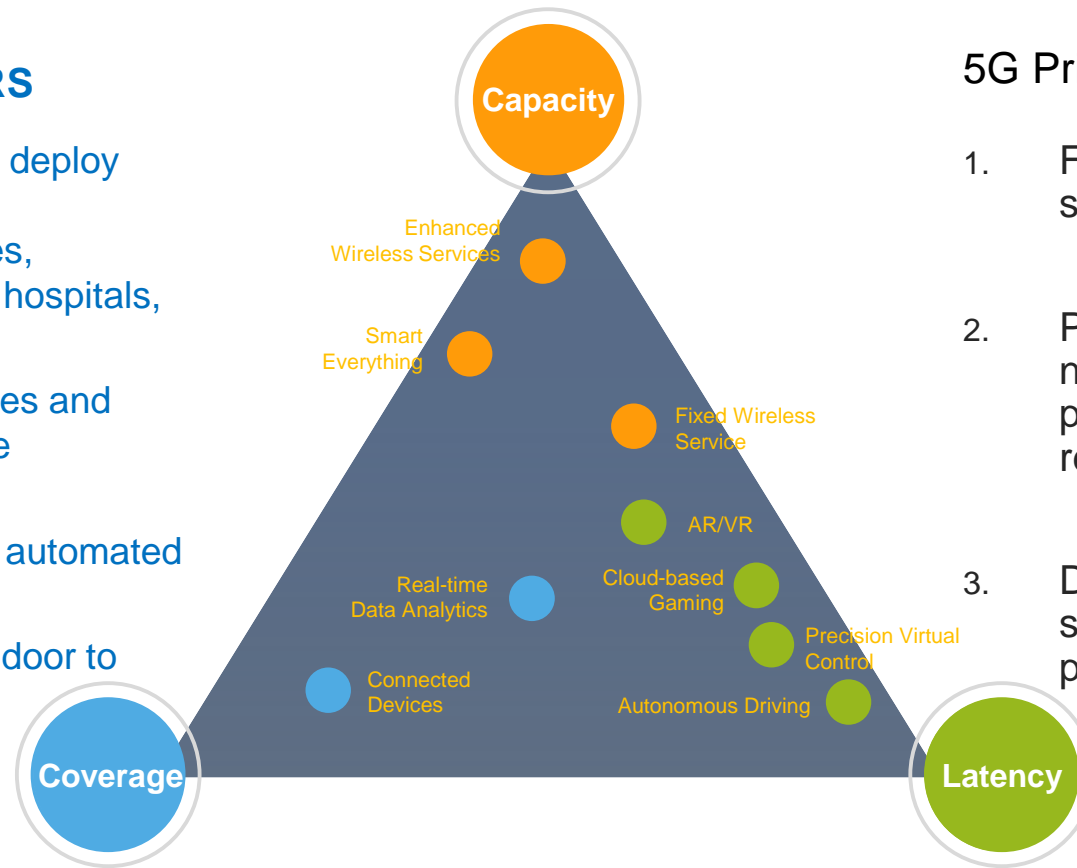 RS
deploy
es,
hospitals,
es and
e
automated
door to
Capacity
Enhanced
Wireless Services
Smart
Everything
Fixed Wireless
Service
AR/VR
Real-time
Data Analytics
Cloud-based
Gaming
Precision Virtual
Control
Connected
Devices
Autonomous Driving
Coverage
Latency
5G Pr
1. F
s
2. P
n
p
re
3. D
s
p